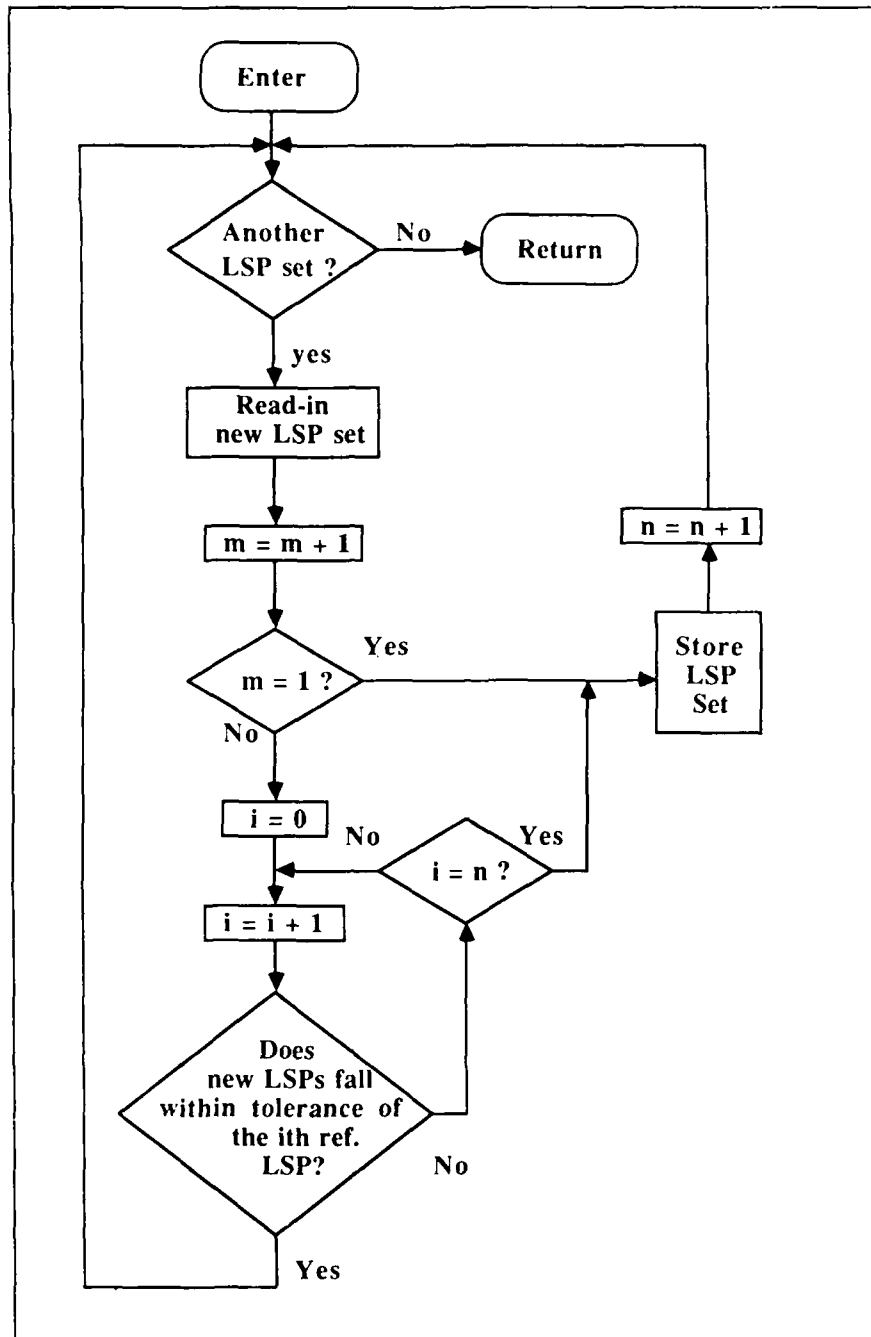 Enter
Another
LSP set ?
No
Return
yes
Read-in
new LSP set
m = m + 1
n = n + 1
m = 1 ?
Yes
Store
LSP
Set
No
i = 0
No
i = n ?
Yes
i = i + 1
Does
new LSPs fall
within tolerance of
the ith ref.
LSP?
No
Yes